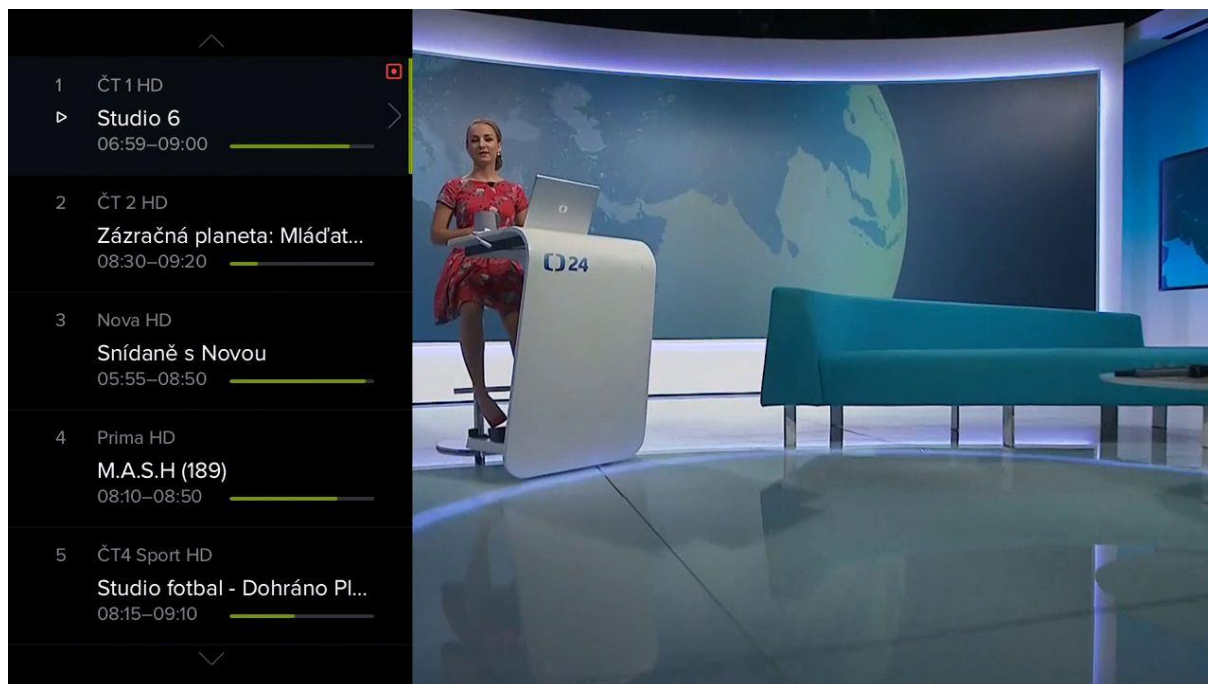 1 ČT 1 HD
Studio 6
06:59–09:00
2 ČT 2 HD
Zázračná planeta: Mláďat...
08:30–09:20
3 Nova HD
Snídaně s Novou
05:55–08:50
4 Prima HD
M.A.S.H (189)
08:10–08:50
5 ČT4 Sport HD
Studio fotbal - Dohráno Pl...
08:15–09:10
24